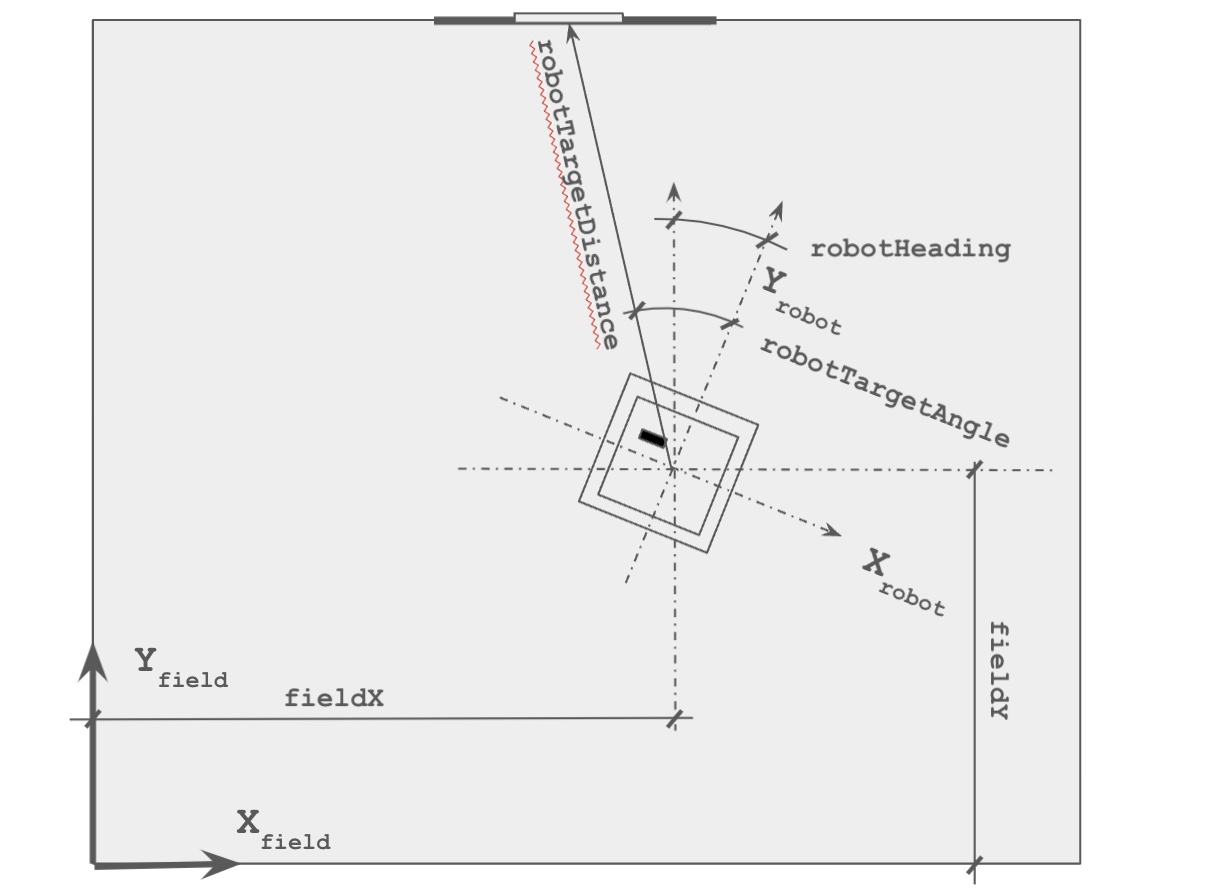 robotTargetDistance
robotHeading
Y robot
robotTargetAngle
X robot
Y field
fieldX
fieldY
X field